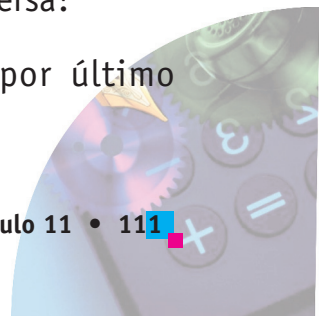 ersa?
por último
ulo 11 • 111